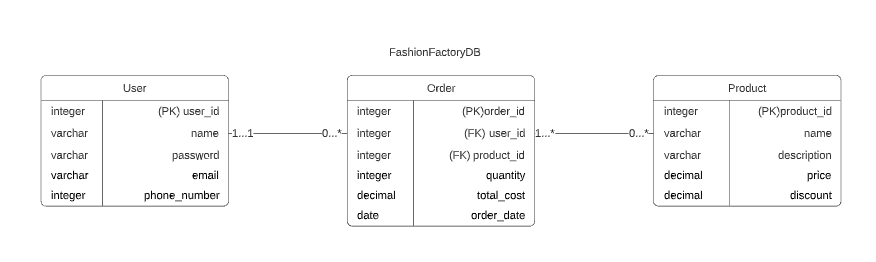 FashionFactoryDB
User
integer (PK) user_id
varchar name
varchar password
varchar email
integer phone_number
1...1 0...*
Order
integer (PK)order_id
integer (FK) user_id
integer (FK) product_id
integer quantity
decimal total_cost
date order_date
1...* 0...*
Product
integer (PK)product_id
varchar name
varchar description
decimal price
decimal discount